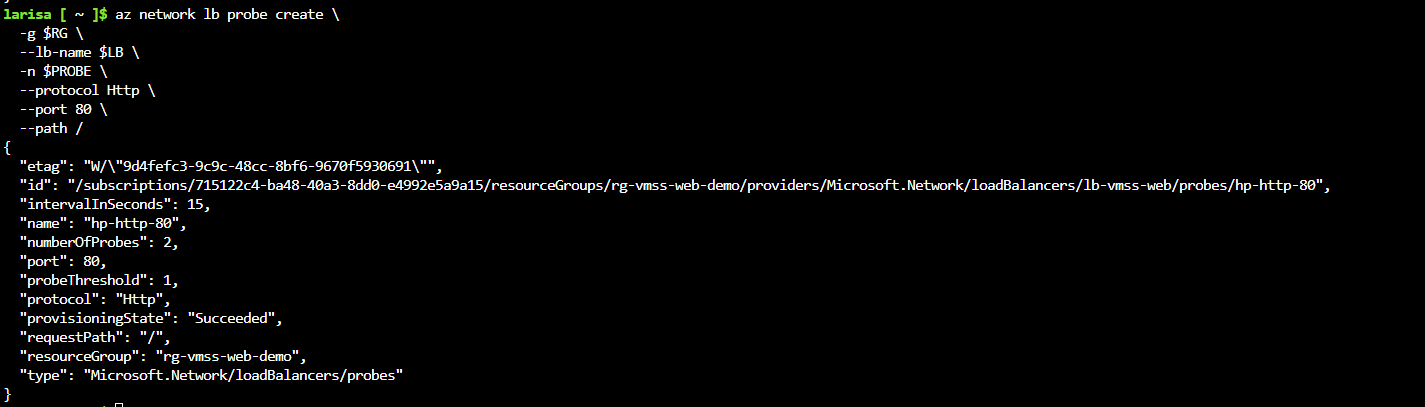 larisa [ ~ ]$ az network lb probe create \
  -g $RG \
  --lb-name $LB \
  -n $PROBE \
  --protocol Http \
  --port 80 \
  --path /
{
  "etag": "W/\"9d4fefc3-9c9c-48cc-8bf6-9670f5930691\"",
  "id": "/subscriptions/715122c4-ba48-40a3-8dd0-e4992e5a9a15/resourceGroups/rg-vmss-web-demo/providers/Microsoft.Network/loadBalancers/lb-vmss-web/probes/hp-http-80",
  "intervalInSeconds": 15,
  "name": "hp-http-80",
  "numberOfProbes": 2,
  "port": 80,
  "probeThreshold": 1,
  "protocol": "Http",
  "provisioningState": "Succeeded",
  "requestPath": "/",
  "resourceGroup": "rg-vmss-web-demo",
  "type": "Microsoft.Network/loadBalancers/probes"
}